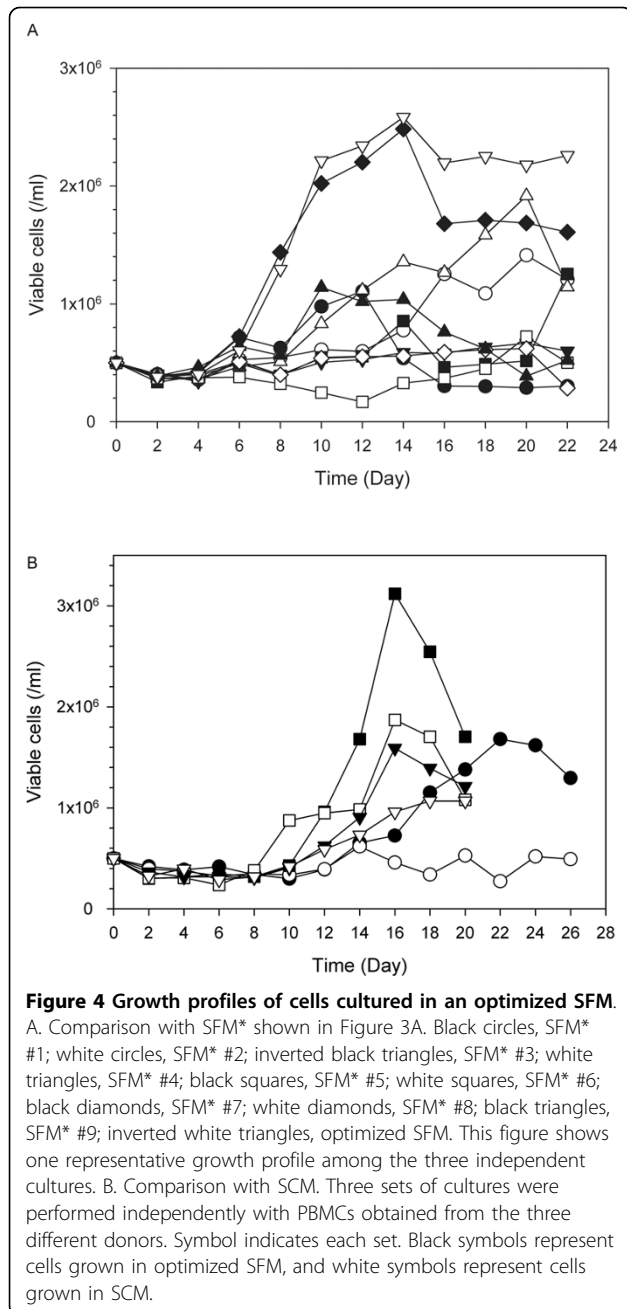 A
3x10⁶
2x10⁶
1x10⁶
0
Viable cells (/ml)
0 2 4 6 8 10 12 14 16 18 20 22 24
Time (Day)
B
3x10⁶
2x10⁶
1x10⁶
0
Viable cells (/ml)
0 2 4 6 8 10 12 14 16 18 20 22 24 26 28
Time (Day)
Figure 4 Growth profiles of cells cultured in an optimized SFM.
A. Comparison with SFM* shown in Figure 3A. Black circles, SFM*
#1; white circles, SFM* #2; inverted black triangles, SFM* #3; white
triangles, SFM* #4; black squares, SFM* #5; white squares, SFM* #6;
black diamonds, SFM* #7; white diamonds, SFM* #8; black triangles,
SFM* #9; inverted white triangles, optimized SFM. This figure shows
one representative growth profile among the three independent
cultures. B. Comparison with SCM. Three sets of cultures were
performed independently with PBMCs obtained from the three
different donors. Symbol indicates each set. Black symbols represent
cells grown in optimized SFM, and white symbols represent cells
grown in SCM.